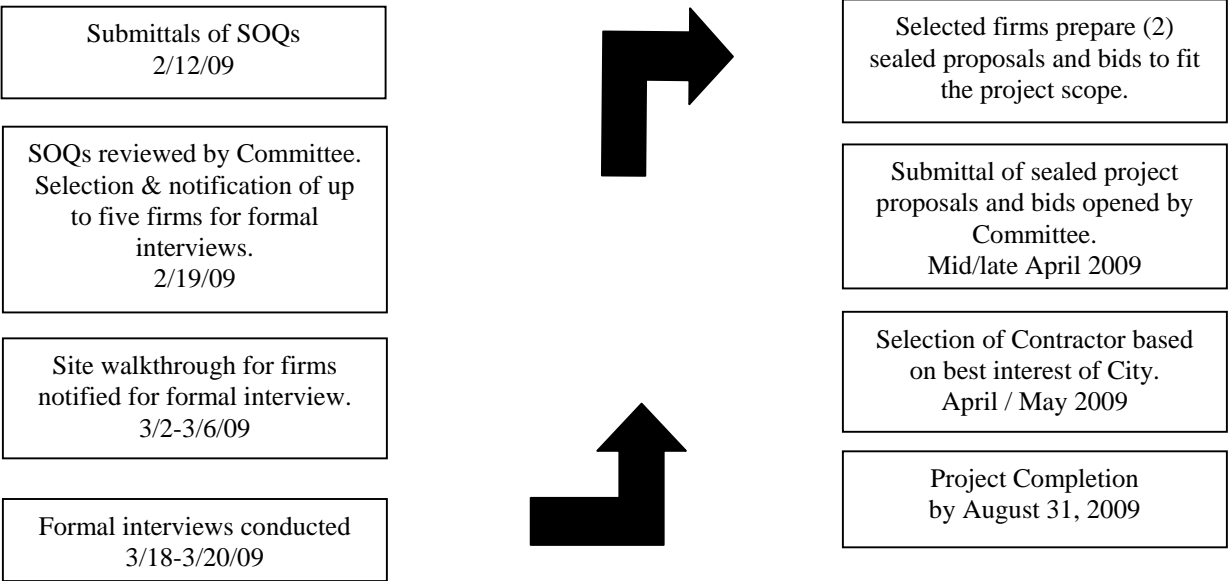 Submittals of SOQs
2/12/09
SOQs reviewed by Committee.
Selection & notification of up
to five firms for formal
interviews.
2/19/09
Site walkthrough for firms
notified for formal interview.
3/2-3/6/09
Formal interviews conducted
3/18-3/20/09
Selected firms prepare (2)
sealed proposals and bids to fit
the project scope.
Submittal of sealed project
proposals and bids opened by
Committee.
Mid/late April 2009
Selection of Contractor based
on best interest of City.
April / May 2009
Project Completion
by August 31, 2009